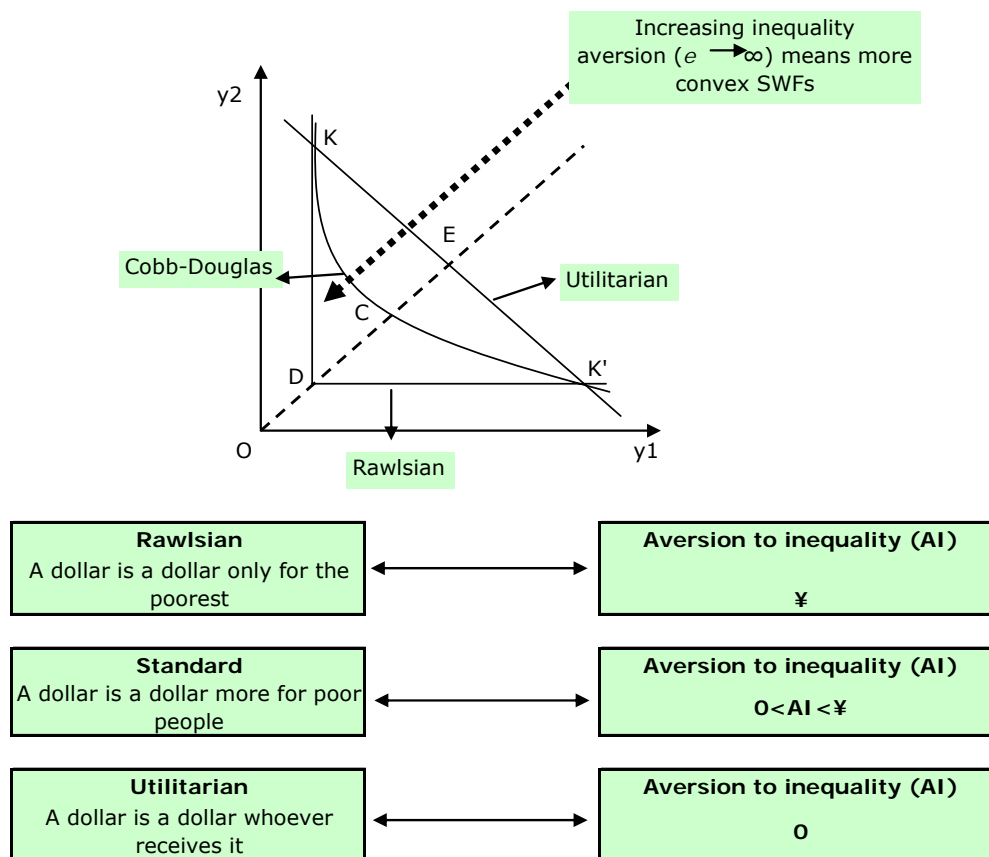 Increasing inequality
aversion (e → ∞) means more
convex SWFs
y2
K
E
Cobb-Douglas
Utilitarian
C
D
K'
O
y1
Rawlsian
Rawlsian
A dollar is a dollar only for the
poorest
Aversion to inequality (AI)
¥
Standard
A dollar is a dollar more for poor
people
Aversion to inequality (AI)
0<AI<¥
Utilitarian
A dollar is a dollar whoever
receives it
Aversion to inequality (AI)
0